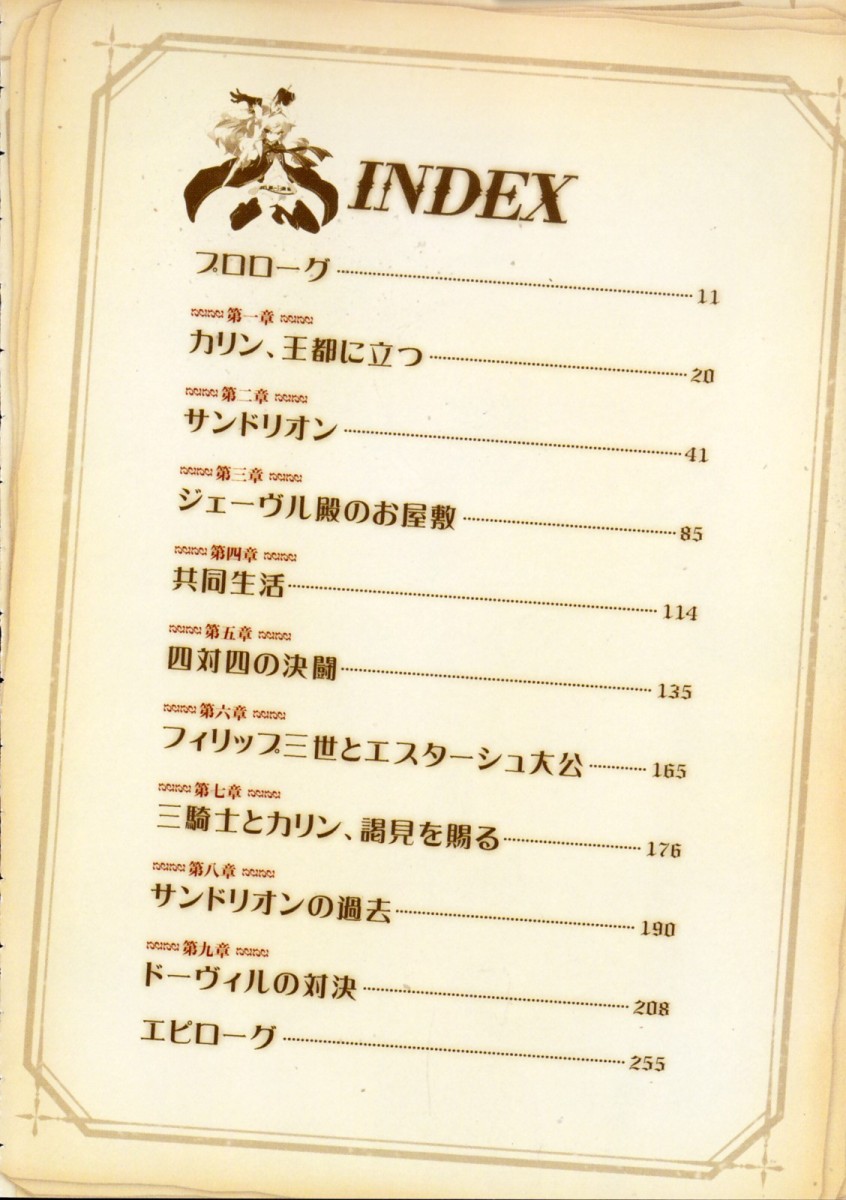 INDEX
プロローグ 11
第一章
カリン、王都に立つ 20
第二章
サンドリオン 41
第三章
ジェーヴル殿のお屋敷 85
第四章
共同生活 114
第五章
四対四の決闘 135
第六章
フィリップ三世とエスターシュ大公 165
第七章
三騎士とカリン、謁見を賜る 176
第八章
サンドリオンの過去 190
第九章
ドーヴィルの対決 208
エピローグ 255